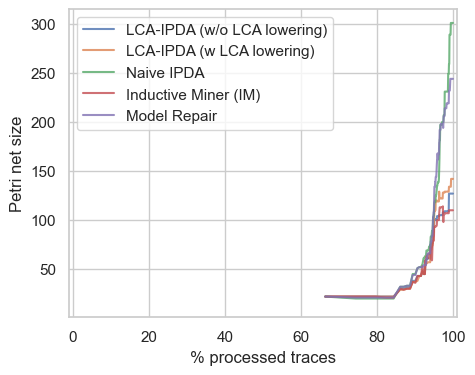 LCA-IPDA (w/o LCA lowering)
LCA-IPDA (w LCA lowering)
Naive IPDA
Inductive Miner (IM)
Model Repair
300
250
200
150
100
50
Petri net size
0
20
40
60
80
100
% processed traces